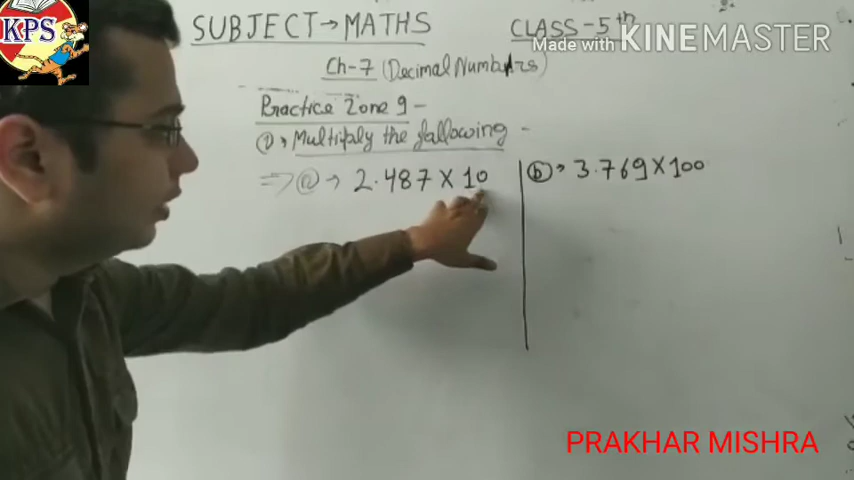 KPS
SUBJECT → MATHS
CLASS - 5th
Made with KINEMASTER
Ch-7 (Decimal Numbers)
Practice Zone 9 -
① → Multiply the fallowing -
⇒ ⓐ → 2.487 × 10
ⓑ → 3.769 × 100
PRAKHAR MISHRA